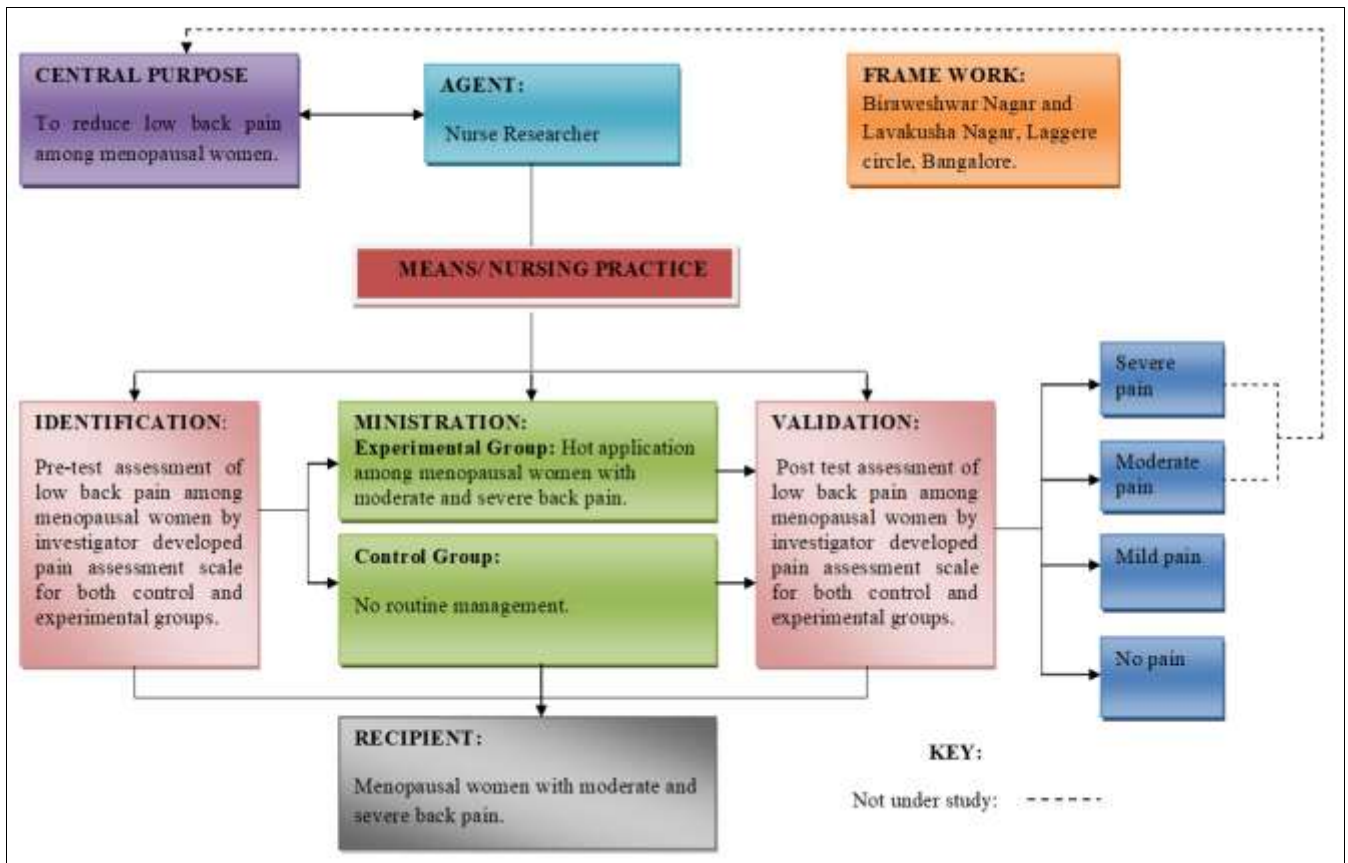 CENTRAL PURPOSE
To reduce low back pain
among menopausal women.
AGENT:
Nurse Researcher
FRAME WORK:
Biraweshwar Nagar and
Lavakusha Nagar, Laggere
circle, Bangalore.
MEANS/ NURSING PRACTICE
IDENTIFICATION:
Pre-test assessment of
low back pain among
menopausal women by
investigator developed
pain assessment scale
for both control and
experimental groups.
MINISTRATION:
Experimental Group: Hot application
among menopausal women with
moderate and severe back pain.
Control Group:
No routine management.
VALIDATION:
Post test assessment of
low back pain among
menopausal women by
investigator developed
pain assessment scale
for both control and
experimental groups.
Severe
pain
Moderate
pain
Mild pain
No pain
RECIPIENT:
Menopausal women with moderate and
severe back pain.
KEY:
Not under study: